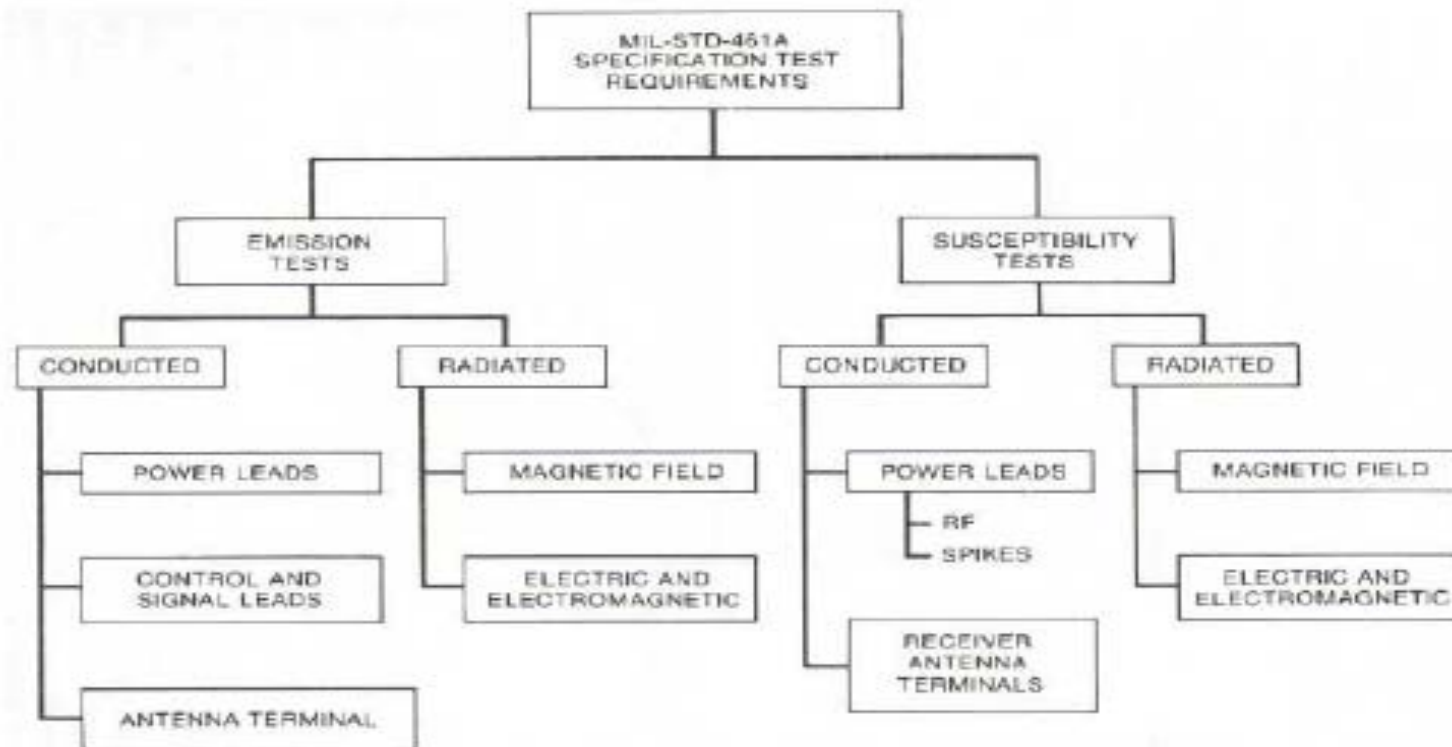 MIL-STD-461A
SPECIFICATION TEST
REQUIREMENTS
EMISSION
TESTS
SUSCEPTIBILITY
TESTS
CONDUCTED
RADIATED
CONDUCTED
RADIATED
POWER LEADS
MAGNETIC FIELD
POWER LEADS
RF
SPIKES
MAGNETIC FIELD
CONTROL AND
SIGNAL LEADS
ELECTRIC AND
ELECTROMAGNETIC
ELECTRIC AND
ELECTROMAGNETIC
RECEIVER
ANTENNA
TERMINALS
ANTENNA TERMINAL